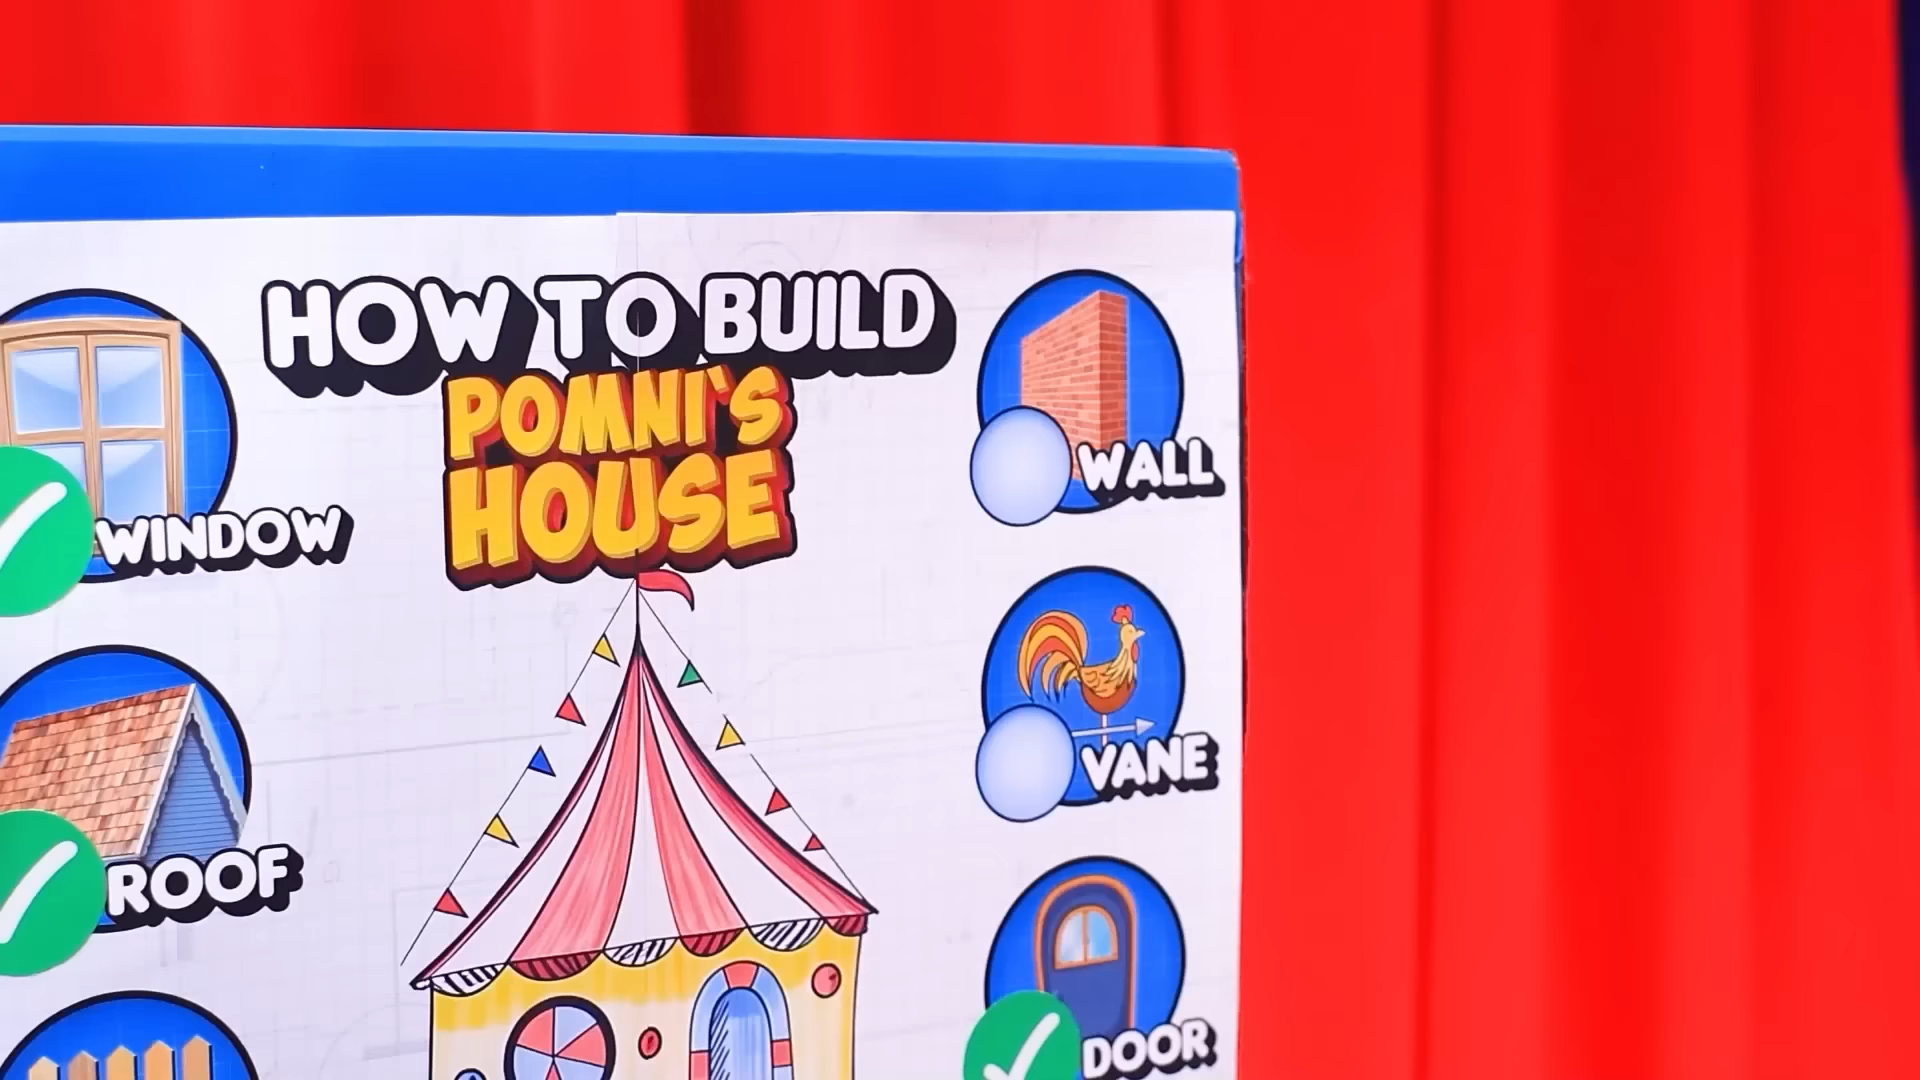 HOW TO BUILD
POMNI'S
HOUSE
WINDOW
ROOF
WALL
VANE
DOOR